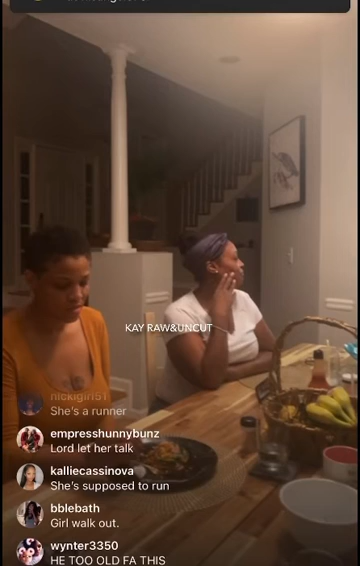 KAY RAW&UNCUT
nickigirl51
She's a runner
empresshunnybunz
Lord let her talk
kalliecassinova
She's supposed to run
bblebath
Girl walk out.
wynter3350
HE TOO OLD FA THIS